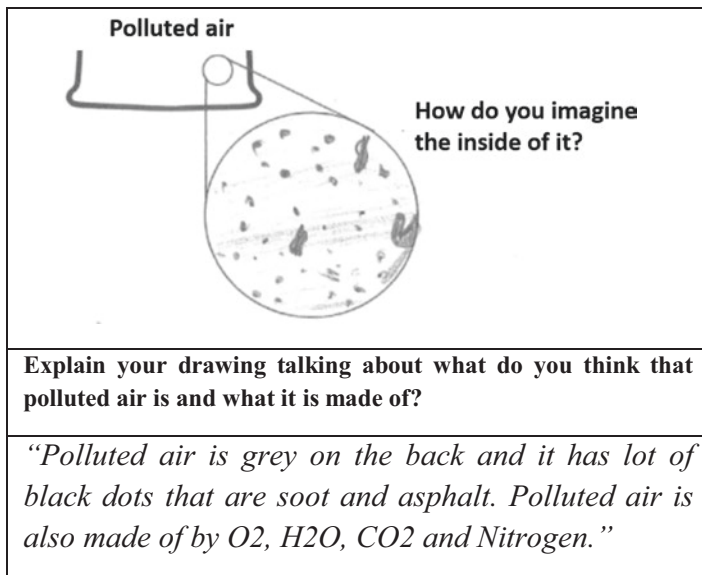 Polluted air
How do you imagine
the inside of it?
Explain your drawing talking about what do you think that
polluted air is and what it is made of?
“Polluted air is grey on the back and it has lot of
black dots that are soot and asphalt. Polluted air is
also made of by O2, H2O, CO2 and Nitrogen.”